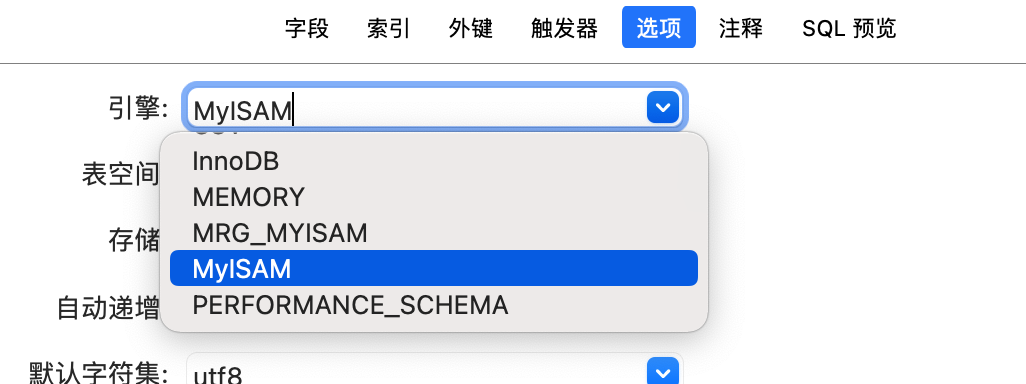 字段 索引 外键 触发器 选项 注释 SQL 预览
引擎: MyISAM
InnoDB
表空间
MEMORY
MRG_MYISAM
存储
MyISAM
自动递增
PERFORMANCE_SCHEMA
默认字符集: utf8